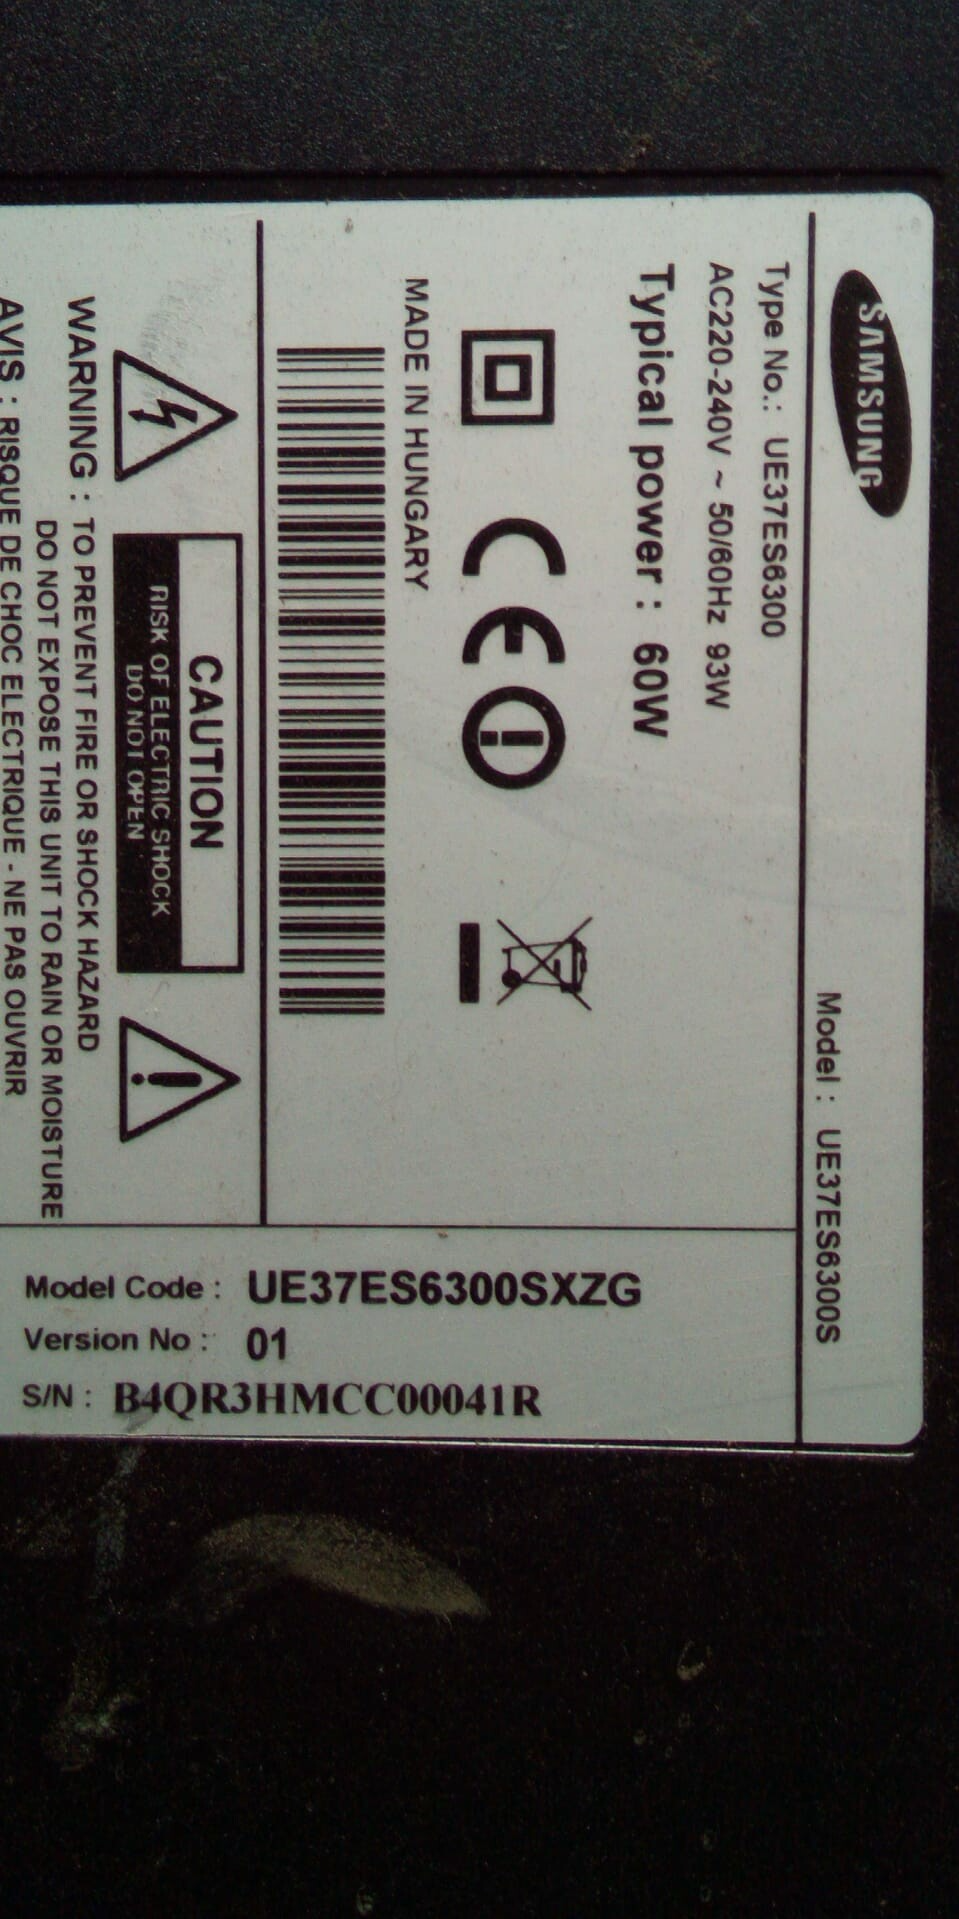 SAMSUNG
Model : UE37ES6300S
Type No.: UE37ES6300
AC220-240V ~ 50/60Hz 93W
Typical power : 60W
CE
MADE IN HUNGARY
CAUTION
RISK OF ELECTRIC SHOCK
DO NOT OPEN
WARNING : TO PREVENT FIRE OR SHOCK HAZARD
DO NOT EXPOSE THIS UNIT TO RAIN OR MOISTURE
AVIS : RISQUE DE CHOC ELECTRIQUE - NE PAS OUVRIR
Model Code : UE37ES6300SXZG
Version No : 01
S/N : B4QR3HMCC00041R